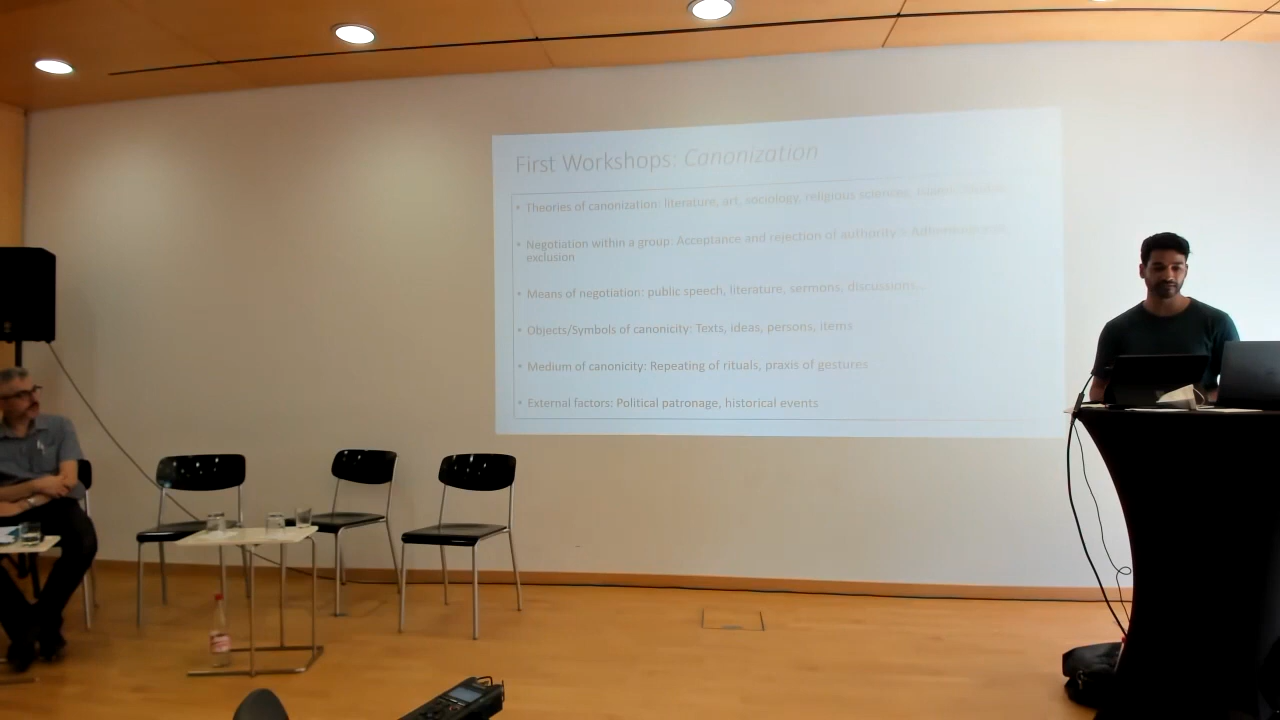 First Workshops: Canonization
• Theories of canonization: literature, art, sociology, religious sciences,
• Negotiation within a group: Acceptance and rejection of authority
exclusion
• Means of negotiation: public speech, literature, sermons, discussions...
• Objects/Symbols of canonicity: Texts, ideas, persons, items
• Medium of canonicity: Repeating of rituals, praxis of gestures
• External factors: Political patronage, historical events